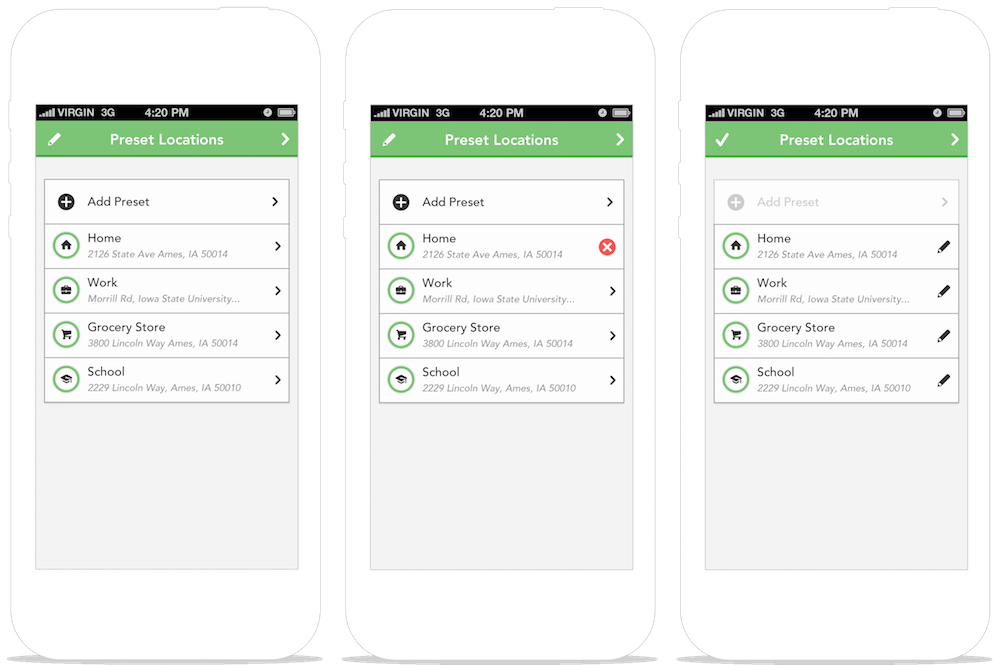 VIRGIN 3G 4:20 PM
Preset Locations
Add Preset
Home
2126 State Ave Ames, IA 50014
Work
Morrill Rd, Iowa State University...
Grocery Store
3800 Lincoln Way Ames, IA 50014
School
2229 Lincoln Way, Ames, IA 50010
VIRGIN 3G 4:20 PM
Preset Locations
Add Preset
Home
2126 State Ave Ames, IA 50014
Work
Morrill Rd, Iowa State University...
Grocery Store
3800 Lincoln Way Ames, IA 50014
School
2229 Lincoln Way, Ames, IA 50010
VIRGIN 3G 4:20 PM
Preset Locations
Add Preset
Home
2126 State Ave Ames, IA 50014
Work
Morrill Rd, Iowa State University...
Grocery Store
3800 Lincoln Way Ames, IA 50014
School
2229 Lincoln Way, Ames, IA 50010